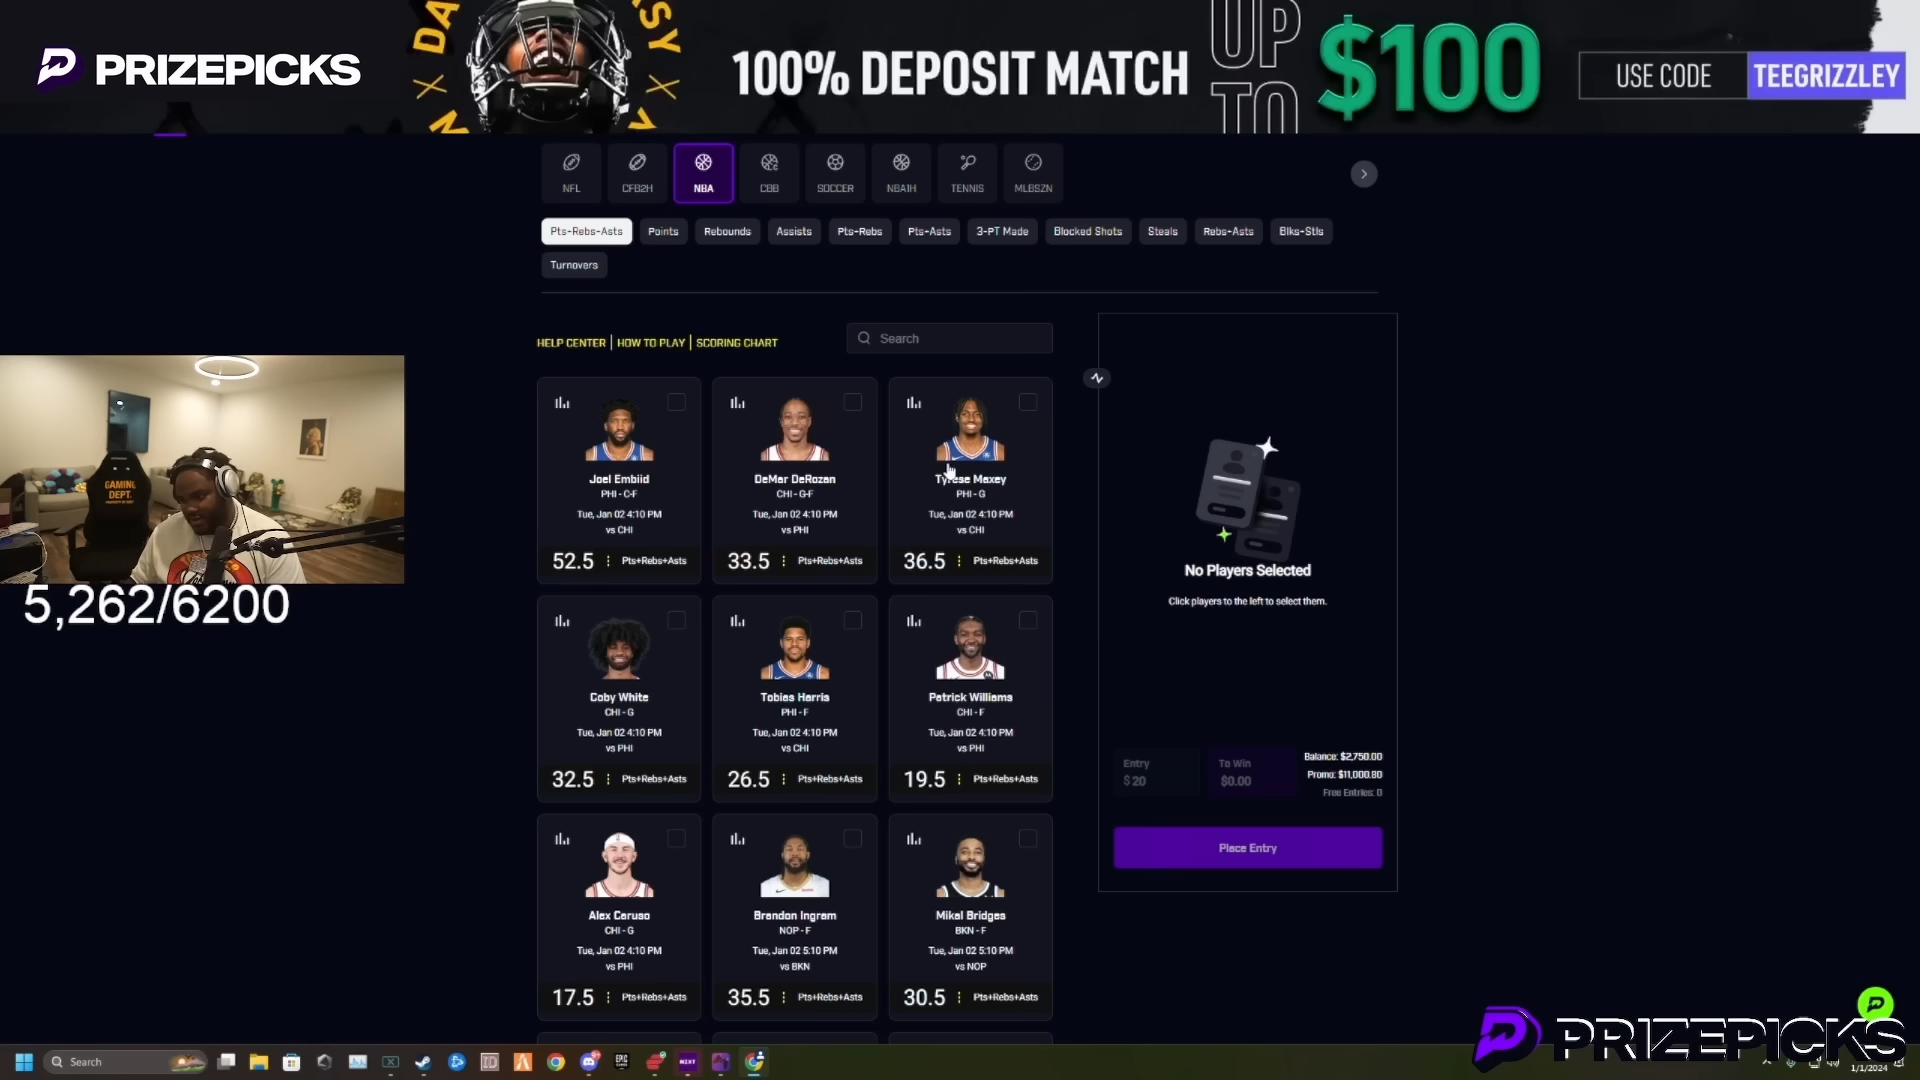 PRIZEPICKS
100% DEPOSIT MATCH
UP TO
$100
USE CODE TEEGRIZZLEY
NFL CFB2H NBA CBB SOCCER NBA1H TENNIS MLBSZN
Pts-Rebs-Asts Points Rebounds Assists Pts-Rebs Pts-Asts 3-PT Made Blocked Shots Steals Rebs-Asts Blks-Stls
Turnovers
HELP CENTER | HOW TO PLAY | SCORING CHART
Search
Joel Embiid
PHI - C-F
Tue, Jan 02 4:10 PM
vs CHI
52.5 Pts+Rebs+Asts
DeMar DeRozan
CHI - G-F
Tue, Jan 02 4:10 PM
vs PHI
33.5 Pts+Rebs+Asts
Tyrese Maxey
PHI - G
Tue, Jan 02 4:10 PM
vs CHI
36.5 Pts+Rebs+Asts
Coby White
CHI - G
Tue, Jan 02 4:10 PM
vs PHI
32.5 Pts+Rebs+Asts
Tobias Harris
PHI - F
Tue, Jan 02 4:10 PM
vs CHI
26.5 Pts+Rebs+Asts
Patrick Williams
CHI - F
Tue, Jan 02 4:10 PM
vs PHI
19.5 Pts+Rebs+Asts
Alex Caruso
CHI - G
Tue, Jan 02 4:10 PM
vs PHI
17.5 Pts+Rebs+Asts
Brandon Ingram
NOP - F
Tue, Jan 02 5:10 PM
vs BKN
35.5 Pts+Rebs+Asts
Mikal Bridges
BKN - F
Tue, Jan 02 5:10 PM
vs NOP
30.5 Pts+Rebs+Asts
No Players Selected
Click players to the left to select them.
Entry
$ 20
To Win
$0.00
Balance: $2,750.00
Promo: $11,000.80
Free Entries: 0
Place Entry
GAMING
DEPT.
5,262/6200
PRIZEPICKS
Search
1/1/2024